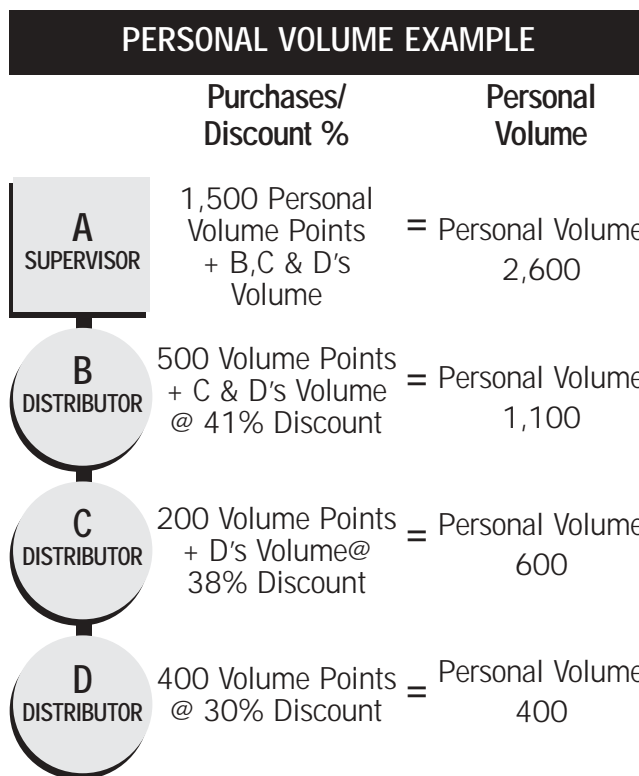 PERSONAL VOLUME EXAMPLE
Purchases/
Discount %
Personal
Volume
A
SUPERVISOR
1,500 Personal
Volume Points
+ B,C & D's
Volume
= Personal Volume
2,600
B
DISTRIBUTOR
500 Volume Points
+ C & D's Volume
@ 41% Discount
= Personal Volume
1,100
C
DISTRIBUTOR
200 Volume Points
+ D's Volume@
38% Discount
= Personal Volume
600
D
DISTRIBUTOR
400 Volume Points
@ 30% Discount
= Personal Volume
400